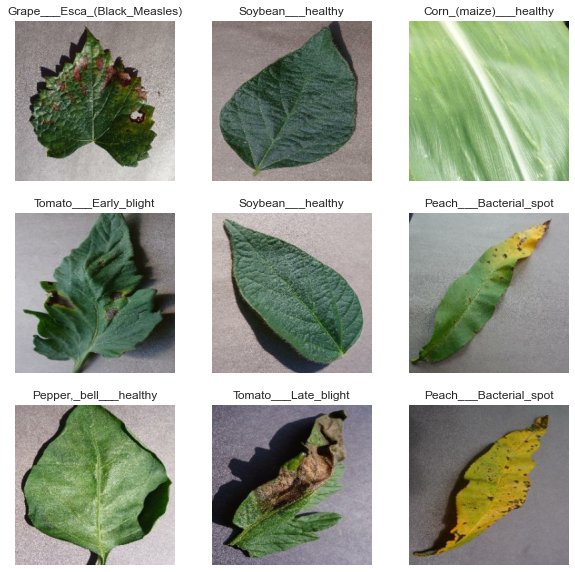 Grape___Esca_(Black_Measles)
Soybean___healthy
Corn_(maize)___healthy
Tomato___Early_blight
Soybean___healthy
Peach___Bacterial_spot
Pepper,_bell___healthy
Tomato___Late_blight
Peach___Bacterial_spot